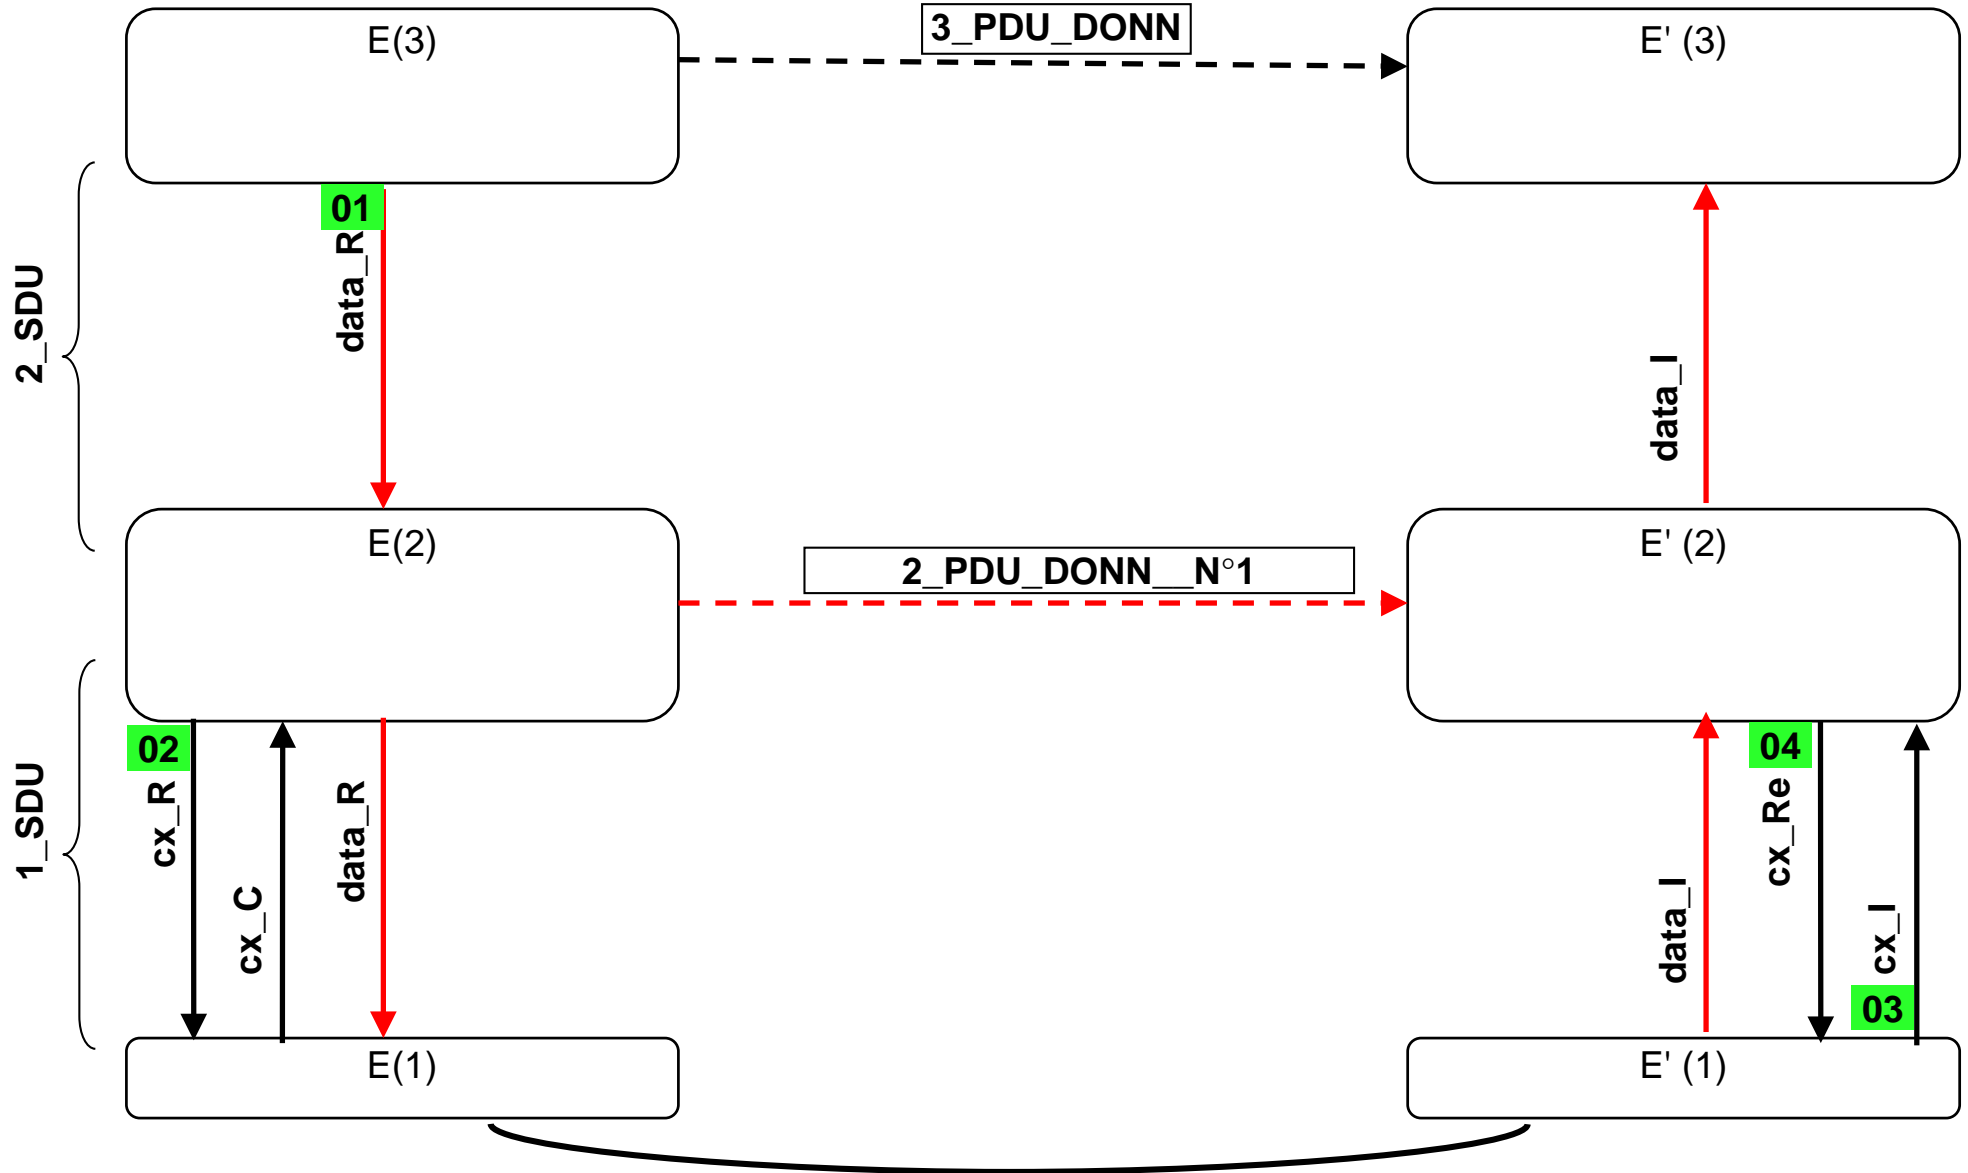 E(3)
3_PDU_DONN
E' (3)
01
data_R
2_SDU
data_I
E(2)
2_PDU_DONN__N°1
E' (2)
02
cx_R
cx_C
data_R
1_SDU
data_I
04
cx_Re
cx_I
03
E(1)
E' (1)